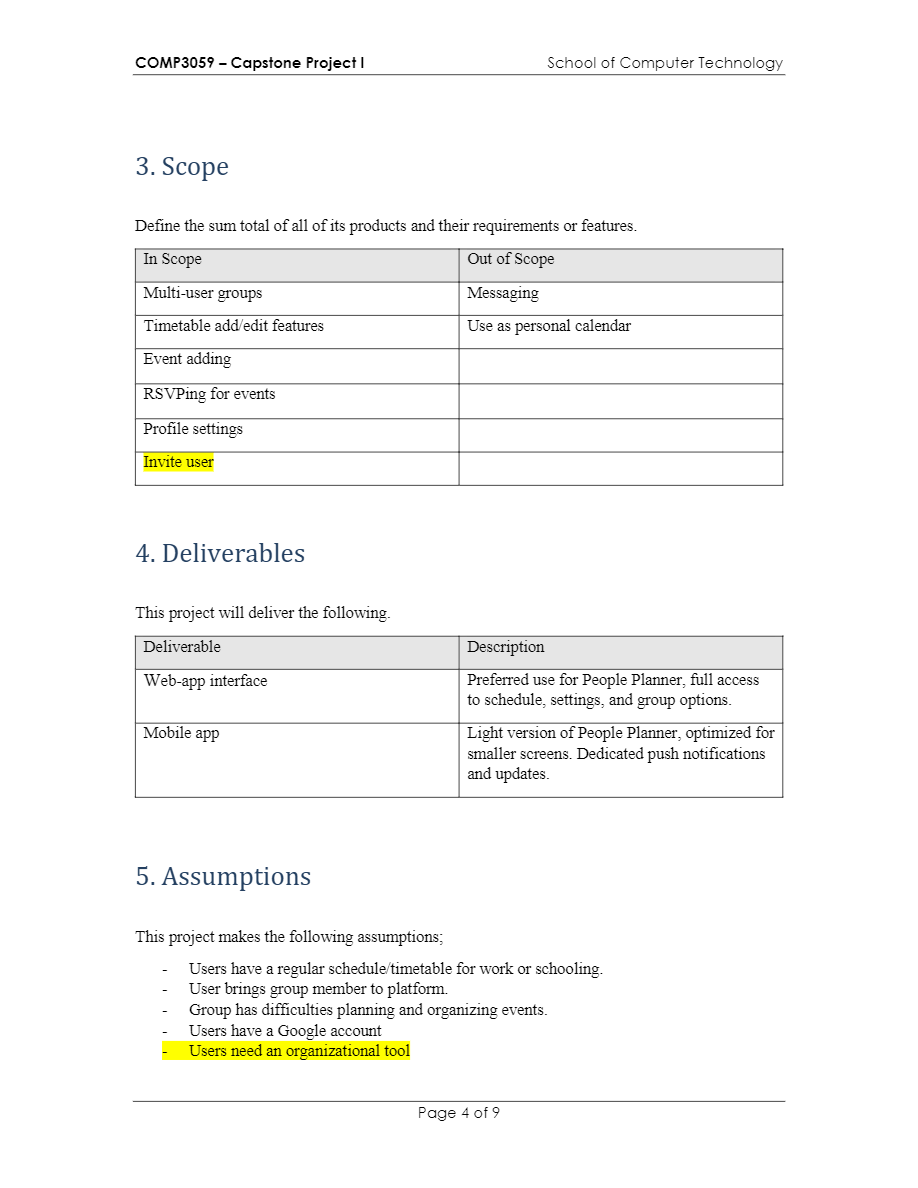 COMP3059 – Capstone Project I School of Computer Technology
3. Scope
Define the sum total of all of its products and their requirements or features.
In Scope Out of Scope
Multi-user groups Messaging
Timetable add/edit features Use as personal calendar
Event adding
RSVPing for events
Profile settings
Invite user
4. Deliverables
This project will deliver the following.
Deliverable Description
Web-app interface Preferred use for People Planner, full access
to schedule, settings, and group options.
Mobile app Light version of People Planner, optimized for
smaller screens. Dedicated push notifications
and updates.
5. Assumptions
This project makes the following assumptions;
- Users have a regular schedule/timetable for work or schooling.
- User brings group member to platform.
- Group has difficulties planning and organizing events.
- Users have a Google account
- Users need an organizational tool
Page 4 of 9